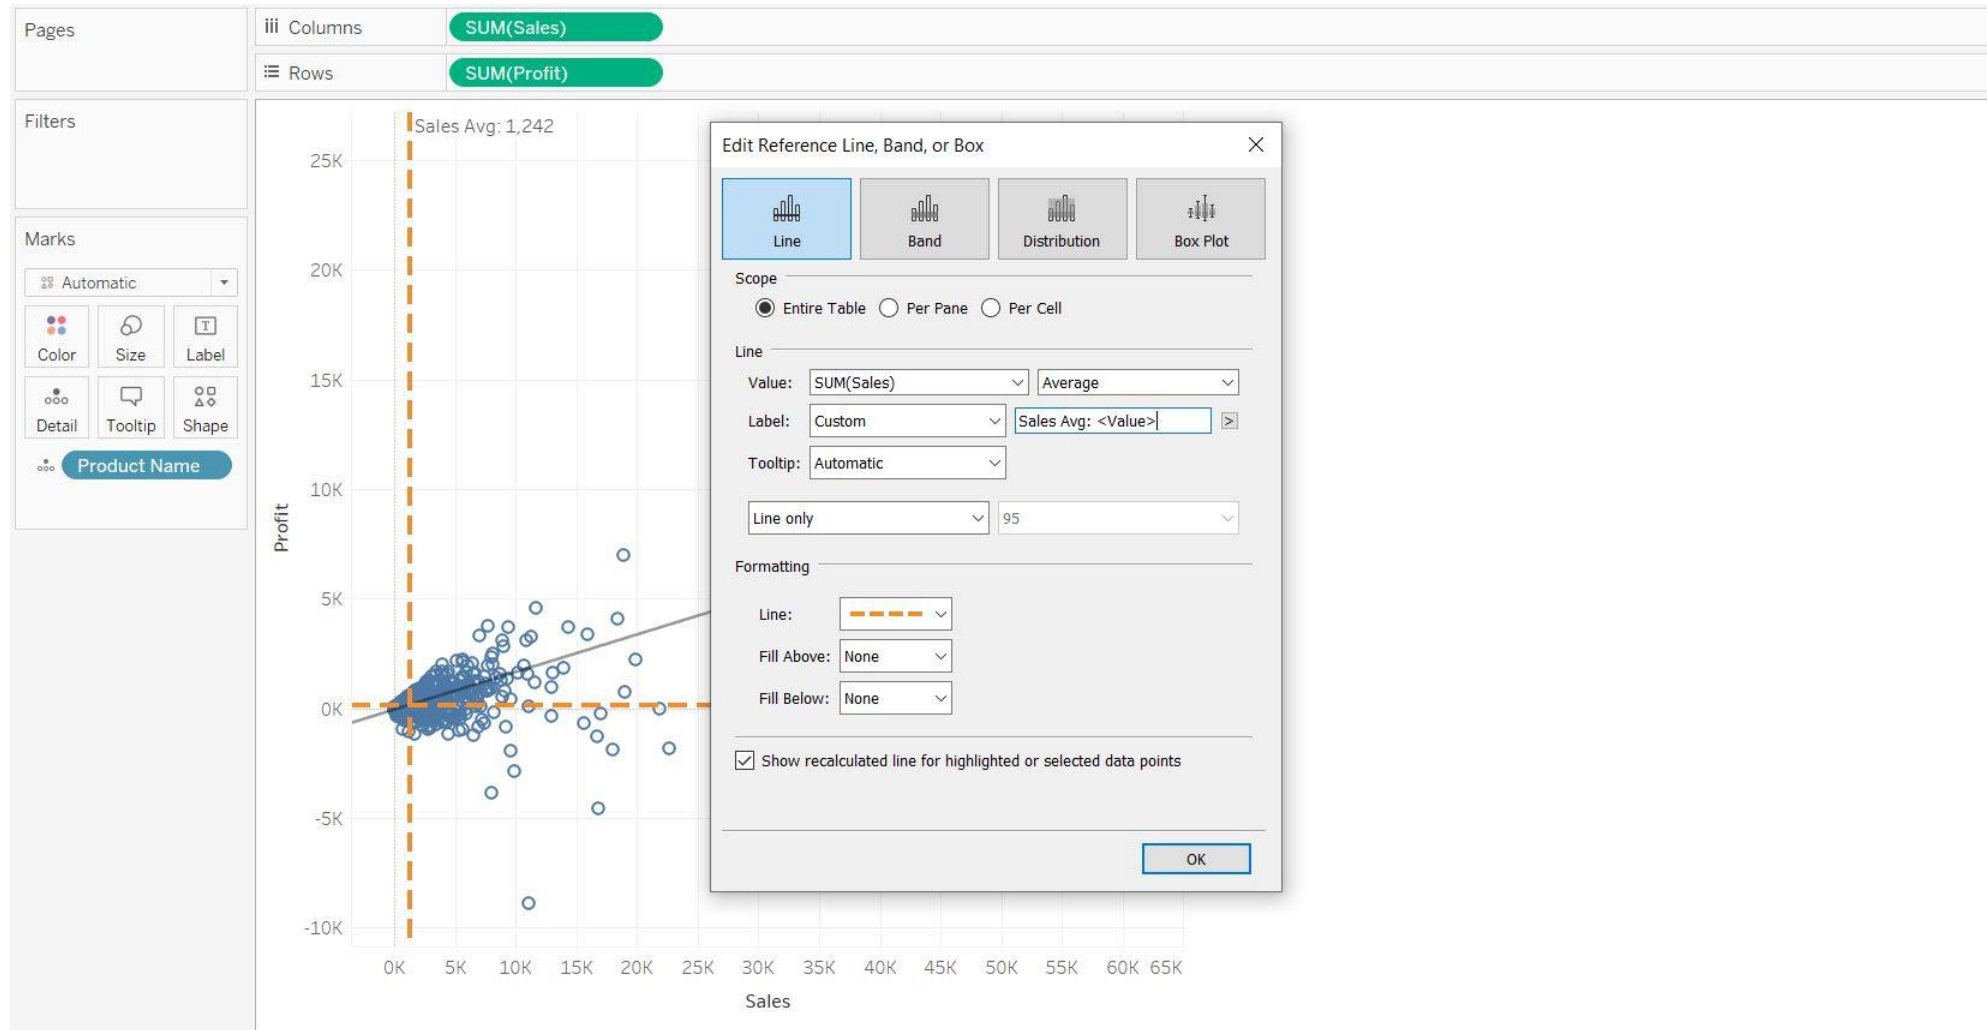 Pages
iii Columns SUM(Sales)
Rows SUM(Profit)
Filters
Marks
Automatic
Color Size Label
Detail Tooltip Shape
Product Name
Sales Avg: 1,242
25K
20K
15K
10K
5K
0K
-5K
-10K
Profit
0K 5K 10K 15K 20K 25K 30K 35K 40K 45K 50K 55K 60K 65K
Sales
Edit Reference Line, Band, or Box
Line Band Distribution Box Plot
Scope
Entire Table Per Pane Per Cell
Line
Value: SUM(Sales) Average
Label: Custom Sales Avg: <Value> >
Tooltip: Automatic
Line only 95
Formatting
Line:
Fill Above: None
Fill Below: None
Show recalculated line for highlighted or selected data points
OK